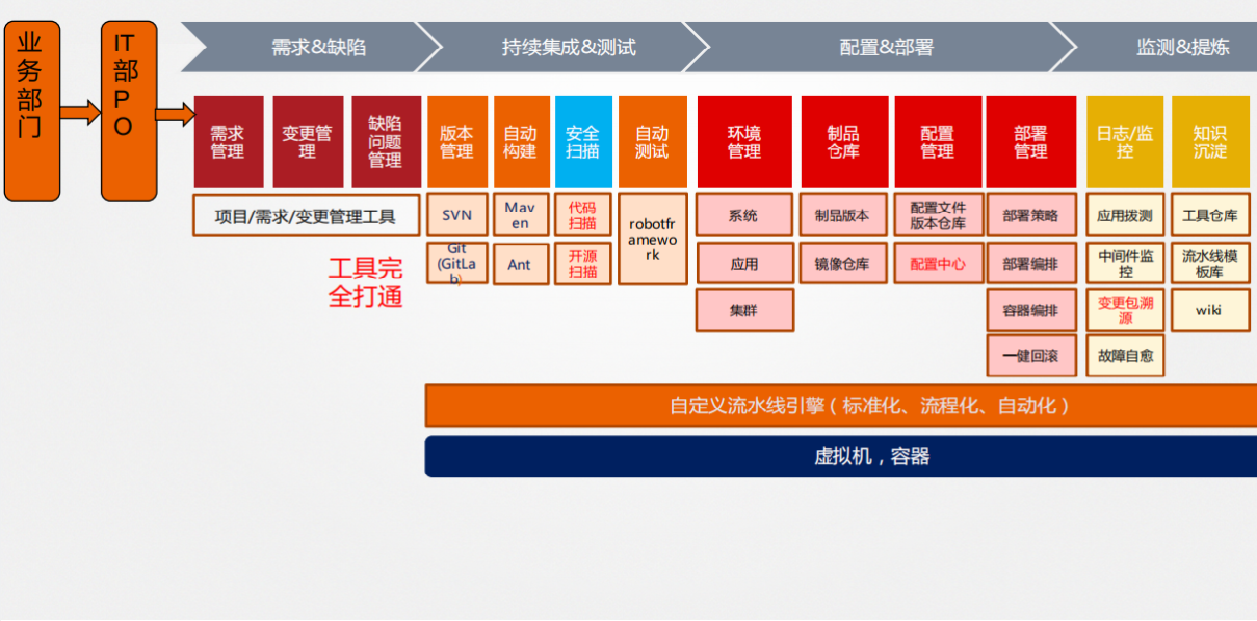 业
务
部
门
IT
部
P
O
需求&缺陷
持续集成&测试
配置&部署
监测&提炼
需求
管理
变更管
理
缺陷
问题
管理
版本
管理
自动
构建
安全
扫描
自动
测试
环境
管理
制品
仓库
配置
管理
部署
管理
日志/监
控
知识
沉淀
项目/需求/变更管理工具
工具完
全打通
SVN
Git
(GitLa
b)
Mav
en
Ant
代码
扫描
开源
扫描
robotfr
amewo
rk
系统
应用
集群
制品版本
镜像仓库
配置文件
版本仓库
配置中心
部署策略
部署编排
容器编排
一健回滚
应用拨测
中间件监
控
变更包溯
源
故障自愈
工具仓库
流水线模
板库
wiki
自定义流水线引擎（标准化、流程化、自动化）
虚拟机，容器